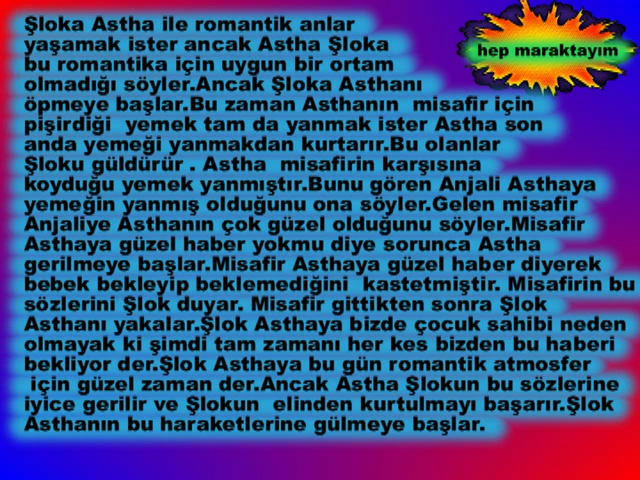 Şloka Astha ile romantik anlar
yaşamak ister ancak Astha Şloka
bu romantika için uygun bir ortam
olmadığı söyler.Ancak Şloka Asthanı
öpmeye başlar.Bu zaman Asthanın misafir için
pişirdiği yemek tam da yanmak ister Astha son
anda yemeği yanmakdan kurtarır.Bu olanlar
Şloku güldürür . Astha misafirin karşısına
koyduğu yemek yanmıştır.Bunu gören Anjali Asthaya
yemeğin yanmış olduğunu ona söyler.Gelen misafir
Anjaliye Asthanın çok güzel olduğunu söyler.Misafir
Asthaya güzel haber yokmu diye sorunca Astha
gerilmeye başlar.Misafir Asthaya güzel haber diyerek
bebek bekleyip beklemediğini kastetmiştir. Misafirin bu
sözlerini Şlok duyar. Misafir gittikten sonra Şlok
Asthanı yakalar.Şlok Asthaya bizde çocuk sahibi neden
olmayak ki şimdi tam zamanı her kes bizden bu haberi
bekliyor der.Şlok Asthaya bu gün romantik atmosfer
için güzel zaman der.Ancak Astha Şlokun bu sözlerine
iyice gerilir ve Şlokun elinden kurtulmayı başarır.Şlok
Asthanın bu haraketlerine gülmeye başlar.
hep maraktayım